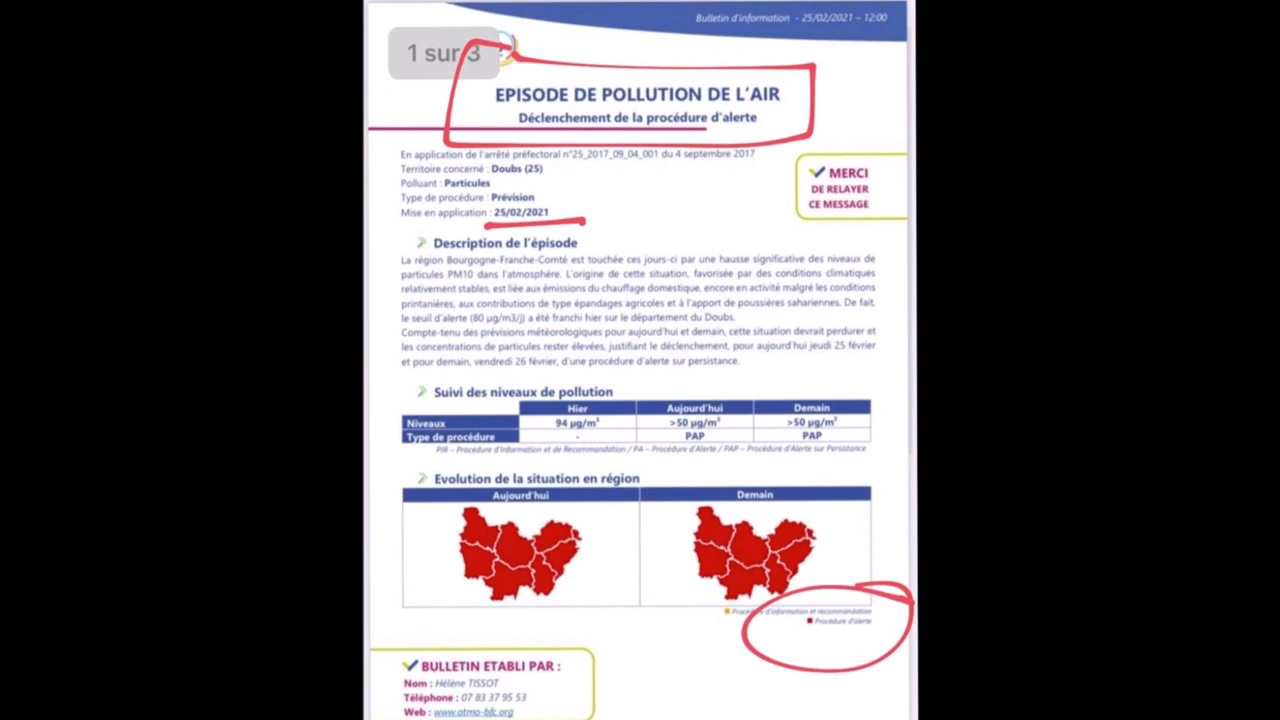 Bulletin d'information - 25/02/2021 – 12:00
1 sur 3
EPISODE DE POLLUTION DE L'AIR
Déclenchement de la procédure d'alerte
En application de l'arrêté préfectoral n°25_2017_09_04_001 du 4 septembre 2017
Territoire concerné : Doubs (25)
Polluant : Particules
Type de procédure : Prévision
Mise en application : 25/02/2021
MERCI
DE RELAYER
CE MESSAGE
Description de l'épisode
La région Bourgogne-Franche-Comté est touchée ces jours-ci par une hausse significative des niveaux de
particules PM10 dans l'atmosphère. L'origine de cette situation, favorisée par des conditions climatiques
relativement stables, est liée aux émissions du chauffage domestique, encore en activité malgré les conditions
printanières, aux contributions de type épandages agricoles et à l'apport de poussières sahariennes. De fait,
le seuil d'alerte (80 µg/m3/j) a été franchi hier sur le département du Doubs.
Compte-tenu des prévisions météorologiques pour aujourd'hui et demain, cette situation devrait perdurer et
les concentrations de particules rester élevées, justifiant le déclenchement, pour aujourd'hui jeudi 25 février
et pour demain, vendredi 26 février, d'une procédure d'alerte sur persistance.
Suivi des niveaux de pollution
Hier Aujourd'hui Demain
Niveaux 94 µg/m³ >50 µg/m³ >50 µg/m³
Type de procédure - PAP PAP
PIR – Procédure d'Information et de Recommandation / PA – Procédure d'Alerte / PAP – Procédure d'Alerte sur Persistance
Evolution de la situation en région
Aujourd'hui Demain
Procédure d'information et recommandation
Procédure d'alerte
BULLETIN ETABLI PAR :
Nom : Hélène TISSOT
Téléphone : 07 83 37 95 53
Web : www.atmo-bfc.org